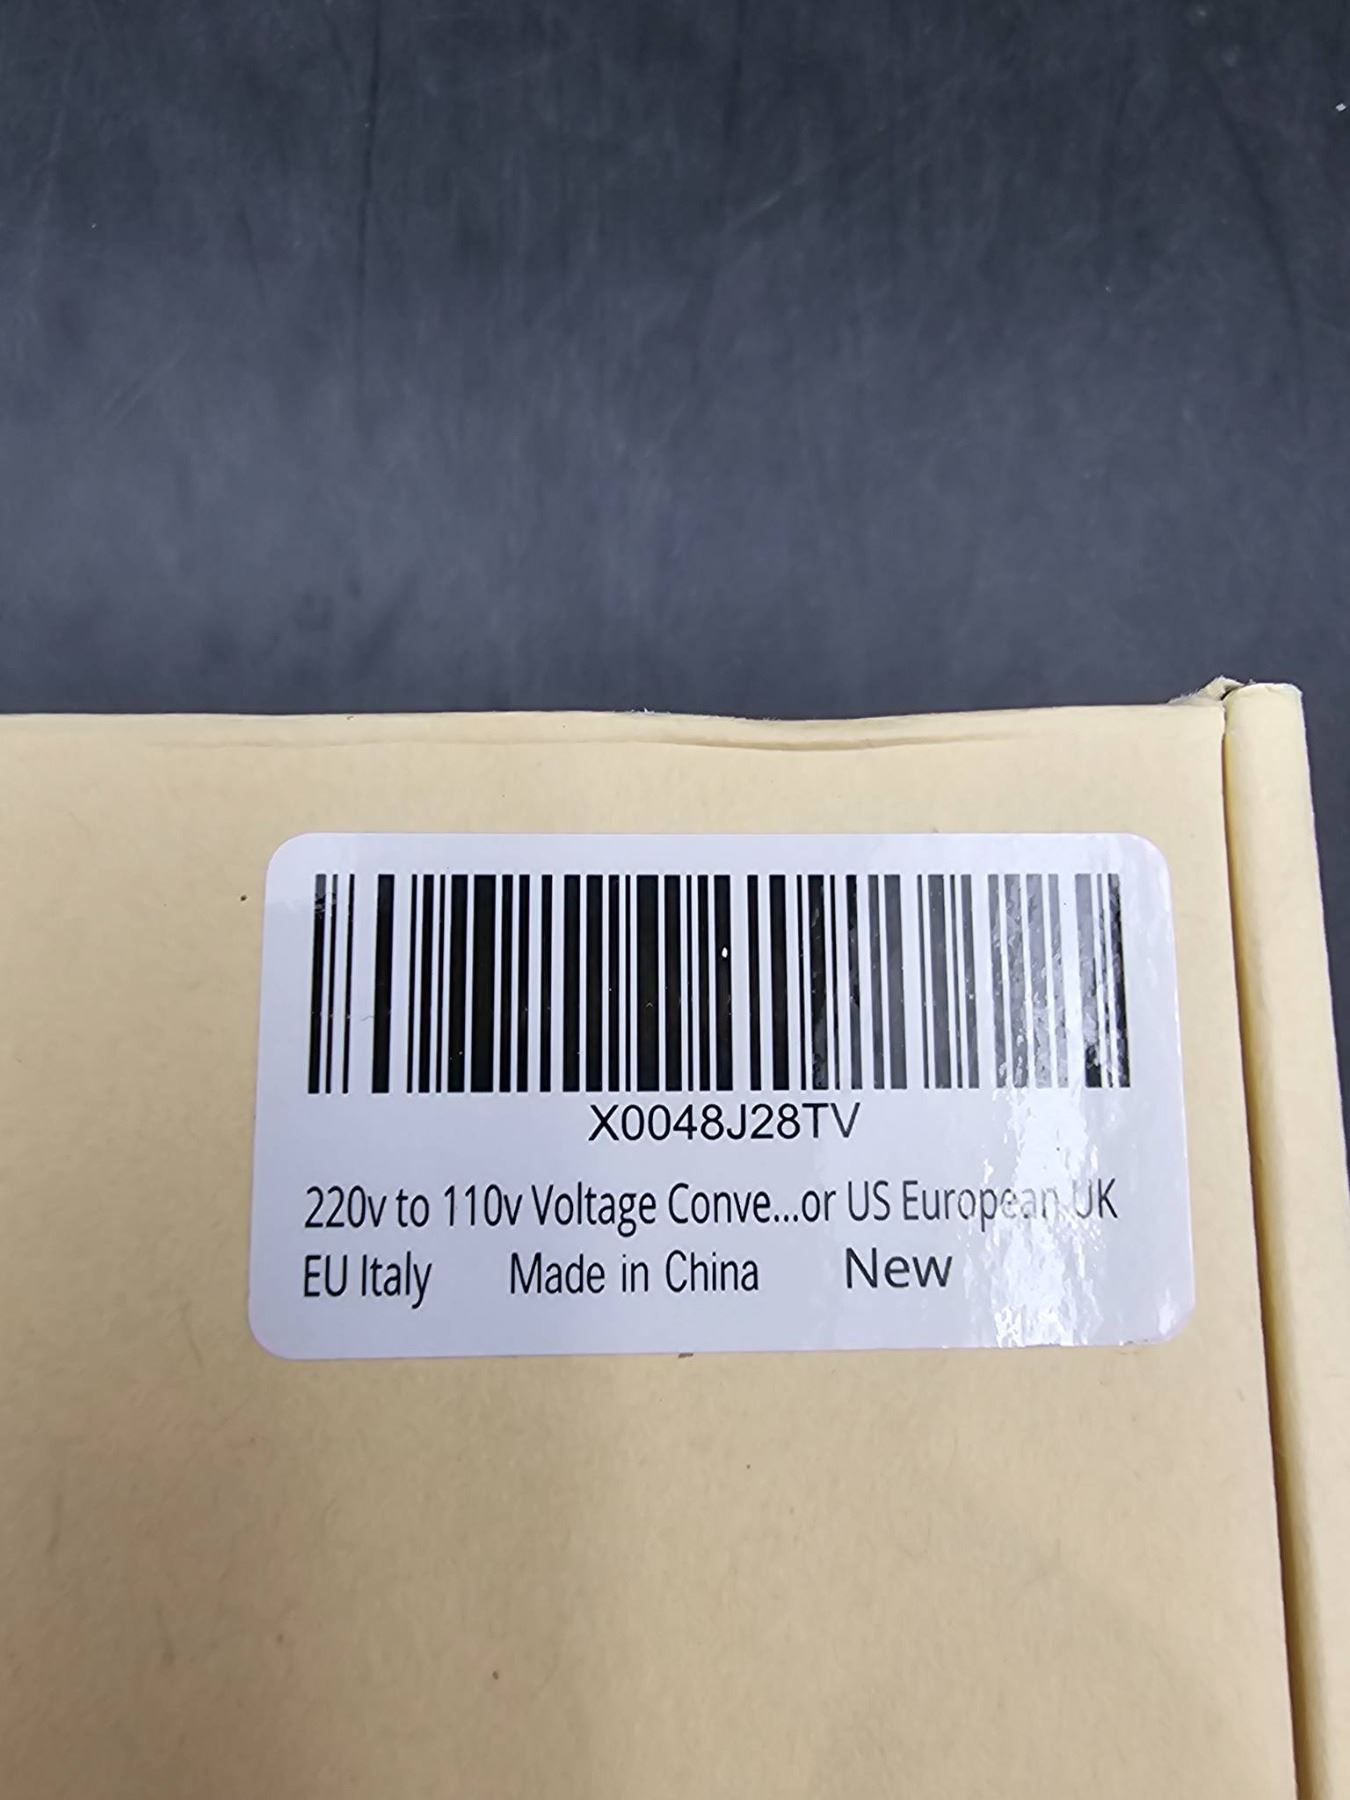 X0048J28TV
220v to 110v Voltage Conve...or US European UK
EU Italy Made in China New